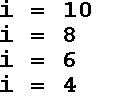 i = 10
i = 8
i = 6
i = 4